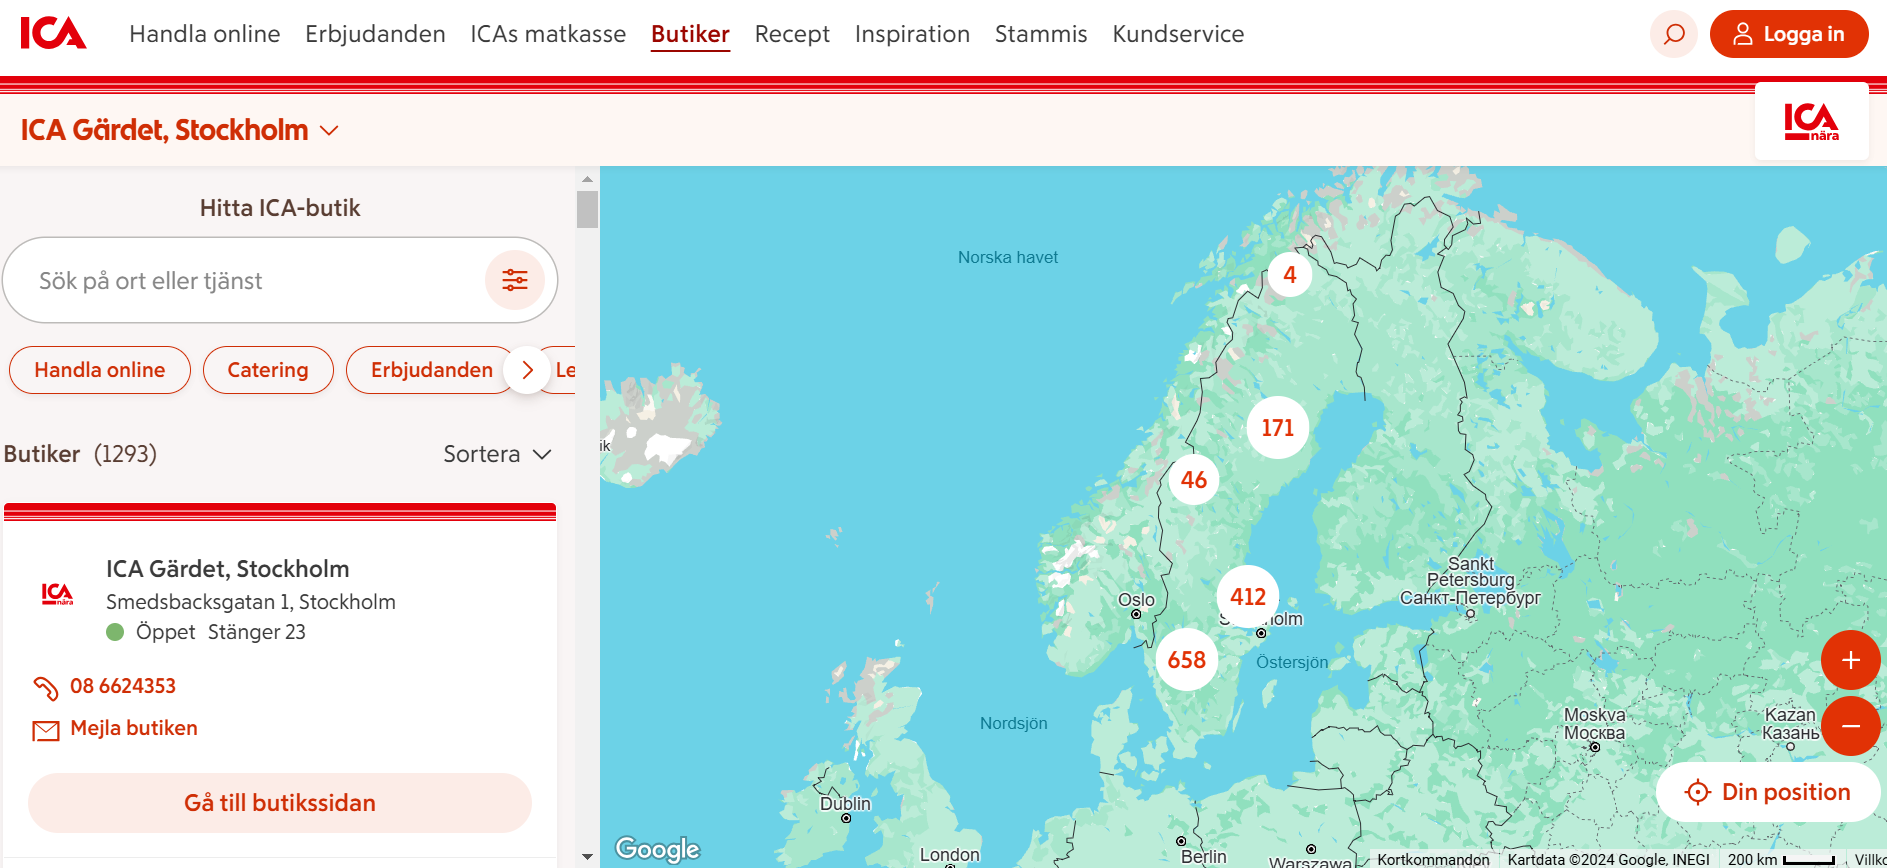 ICA
Handla online
Erbjudanden
ICAs matkasse
Butiker
Recept
Inspiration
Stammis
Kundservice
Logga in
ICA Gärdet, Stockholm
ICA
nära
Hitta ICA-butik
Sök på ort eller tjänst
Handla online
Catering
Erbjudanden
Le
Butiker (1293)
Sortera
ICA
nära
ICA Gärdet, Stockholm
Smedsbacksgatan 1, Stockholm
Öppet Stänger 23
08 6624353
Mejla butiken
Gå till butikssidan
Norska havet
4
171
46
ik
412
658
Oslo
holm
Östersjön
Sankt
Petersburg
Санкт-Петербург
Nordsjön
Moskva
Москва
Kazan
Казань
Dublin
London
Berlin
Warszawa
Din position
Google
Kortkommandon
Kartdata ©2024 Google, INEGI
200 km
Villko